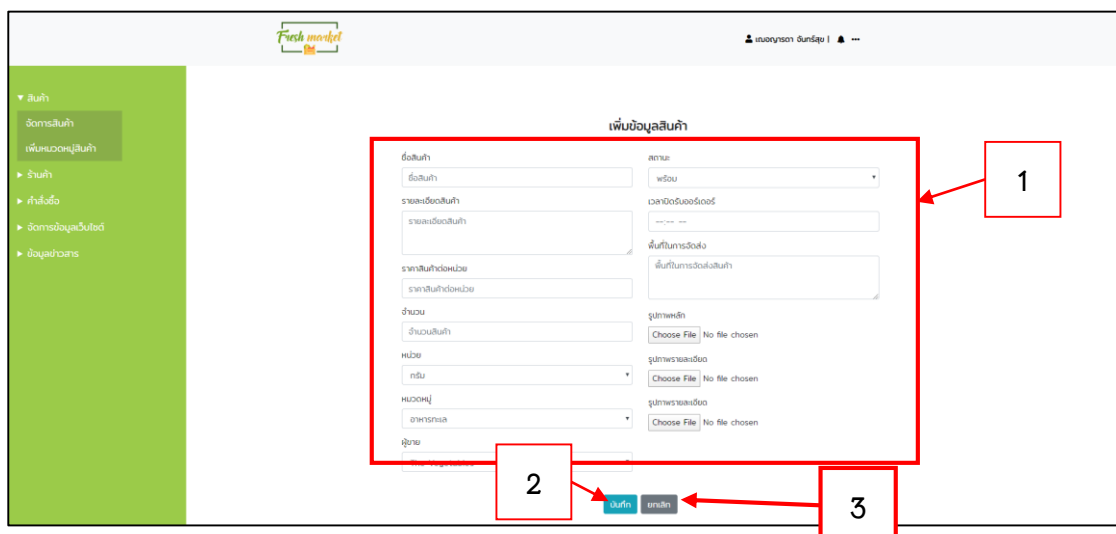 Fresh market
เณอญารดา จันทร์สุข | ...
▼ สินค้า
จัดการสินค้า
เพิ่มหมวดหมู่สินค้า
▶ ร้านค้า
▶ คำสั่งซื้อ
▶ จัดการข้อมูลเว็บไซต์
▶ ข้อมูลข่าวสาร
เพิ่มข้อมูลสินค้า
ชื่อสินค้า
ชื่อสินค้า
รายละเอียดสินค้า
รายละเอียดสินค้า
ราคาสินค้าต่อหน่วย
ราคาสินค้าต่อหน่วย
จำนวน
จำนวนสินค้า
หน่วย
กรัม
หมวดหมู่
อาหารทะเล
ผู้ขาย
สถานะ
พร้อม
เวลาปิดรับออร์เดอร์
--:-- --
พื้นที่ในการจัดส่ง
พื้นที่ในการจัดส่งสินค้า
รูปภาพหลัก
Choose File No file chosen
รูปภาพรายละเอียด
Choose File No file chosen
รูปภาพรายละเอียด
Choose File No file chosen
บันทึก ยกเลิก
1
2
3